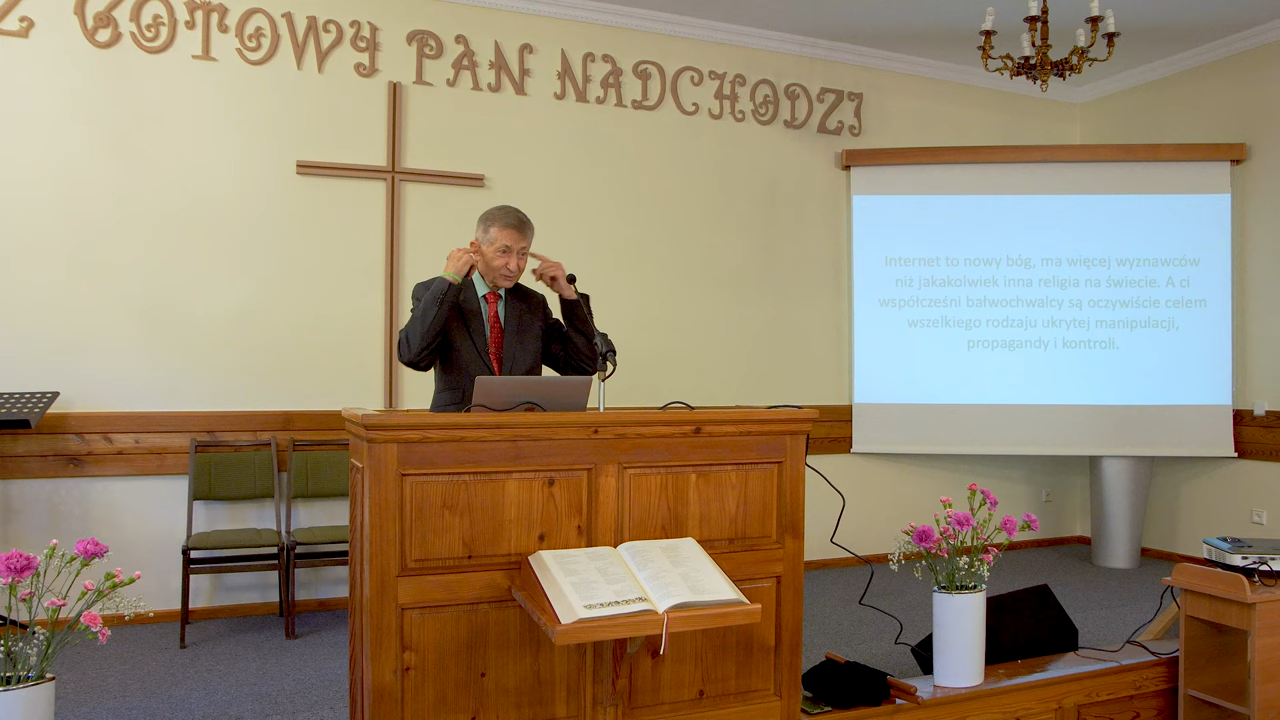 GOTOWY PAN NADCHODZI
Internet to nowy bóg, ma więcej wyznawców
niż jakakolwiek inna religia na świecie. A ci
współcześni bałwochwalcy są oczywiście celem
wszelkiego rodzaju ukrytej manipulacji,
propagandy i kontroli.